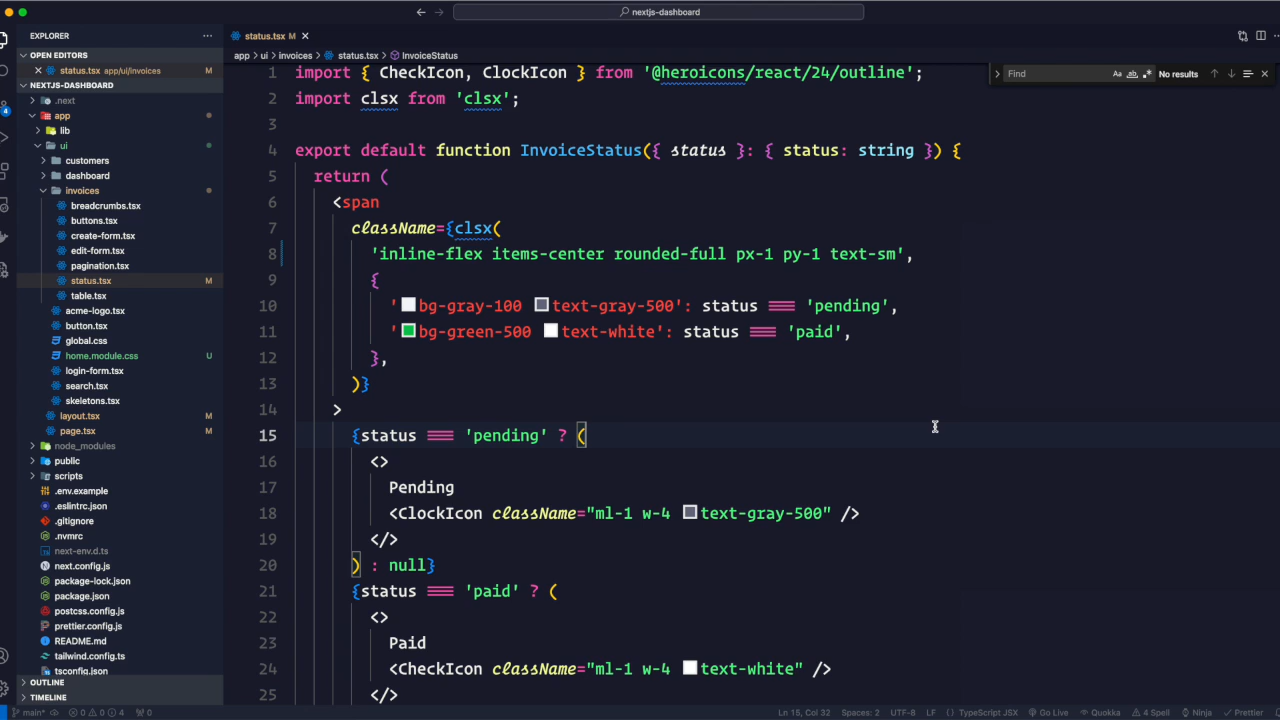 nextjs-dashboard
EXPLORER
status.tsx M
OPEN EDITORS
status.tsx app/ui/invoices M
app
ui
invoices
status.tsx
InvoiceStatus
NEXTJS-DASHBOARD
.next
app
lib
ui
customers
dashboard
invoices
breadcrumbs.tsx
buttons.tsx
create-form.tsx
edit-form.tsx
pagination.tsx
status.tsx M
table.tsx
acme-logo.tsx
button.tsx
global.css
home.module.css U
login-form.tsx
search.tsx
skeletons.tsx
layout.tsx M
page.tsx M
node_modules
public
scripts
.env.example
.eslintrc.json
.gitignore
.nvmrc
next-env.d.ts
next.config.js
package-lock.json
package.json
postcss.config.js
prettier.config.js
README.md
tailwind.config.ts
tsconfig.json
OUTLINE
TIMELINE
4
Find
Aa
ab
No results
1 import { CheckIcon, ClockIcon } from '@heroicons/react/24/outline';
2 import clsx from 'clsx';
3
4 export default function InvoiceStatus({ status }: { status: string }) {
5 return (
6 <span
7 className={clsx(
8 'inline-flex items-center rounded-full px-1 py-1 text-sm',
9 {
10 'bg-gray-100 text-gray-500': status === 'pending',
11 'bg-green-500 text-white': status === 'paid',
12 },
13 )}
14 >
15 {status === 'pending' ? (
16 <>
17 Pending
18 <ClockIcon className="ml-1 w-4 text-gray-500" />
19 </>
20 ) : null}
21 {status === 'paid' ? (
22 <>
23 Paid
24 <CheckIcon className="ml-1 w-4 text-white" />
25 </>
main* 0 0 4 0
Ln 15, Col 32
Spaces: 2
UTF-8
LF
{ } TypeScript JSX
Go Live
Quokka
4 Spell
Ninja
Prettier